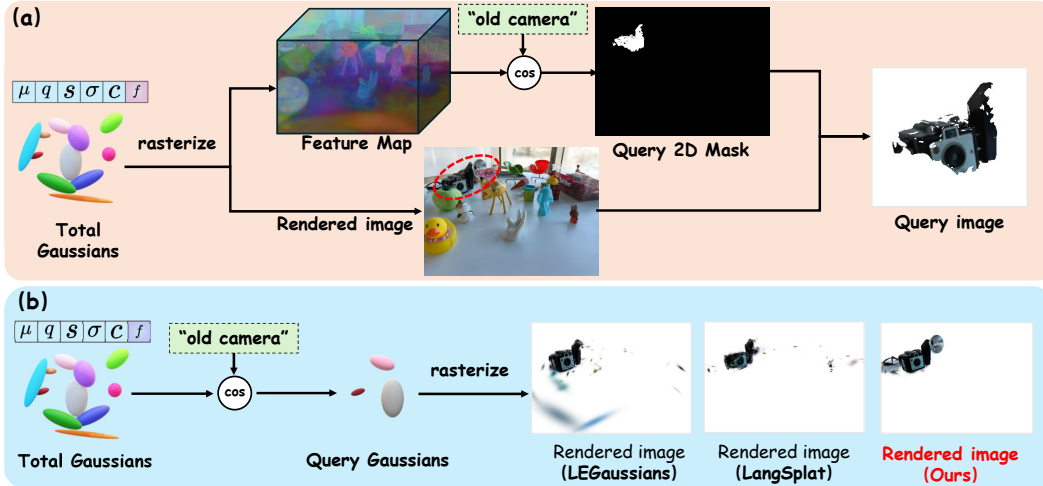 (a)
"old camera"
μ q S σ C f
rasterize
cos
Feature Map
Query 2D Mask
Rendered image
Total
Gaussians
Query image
(b)
μ q S σ C f
"old camera"
cos
rasterize
Total Gaussians
Query Gaussians
Rendered image
(LEGaussians)
Rendered image
(LangSplat)
Rendered image
(Ours)